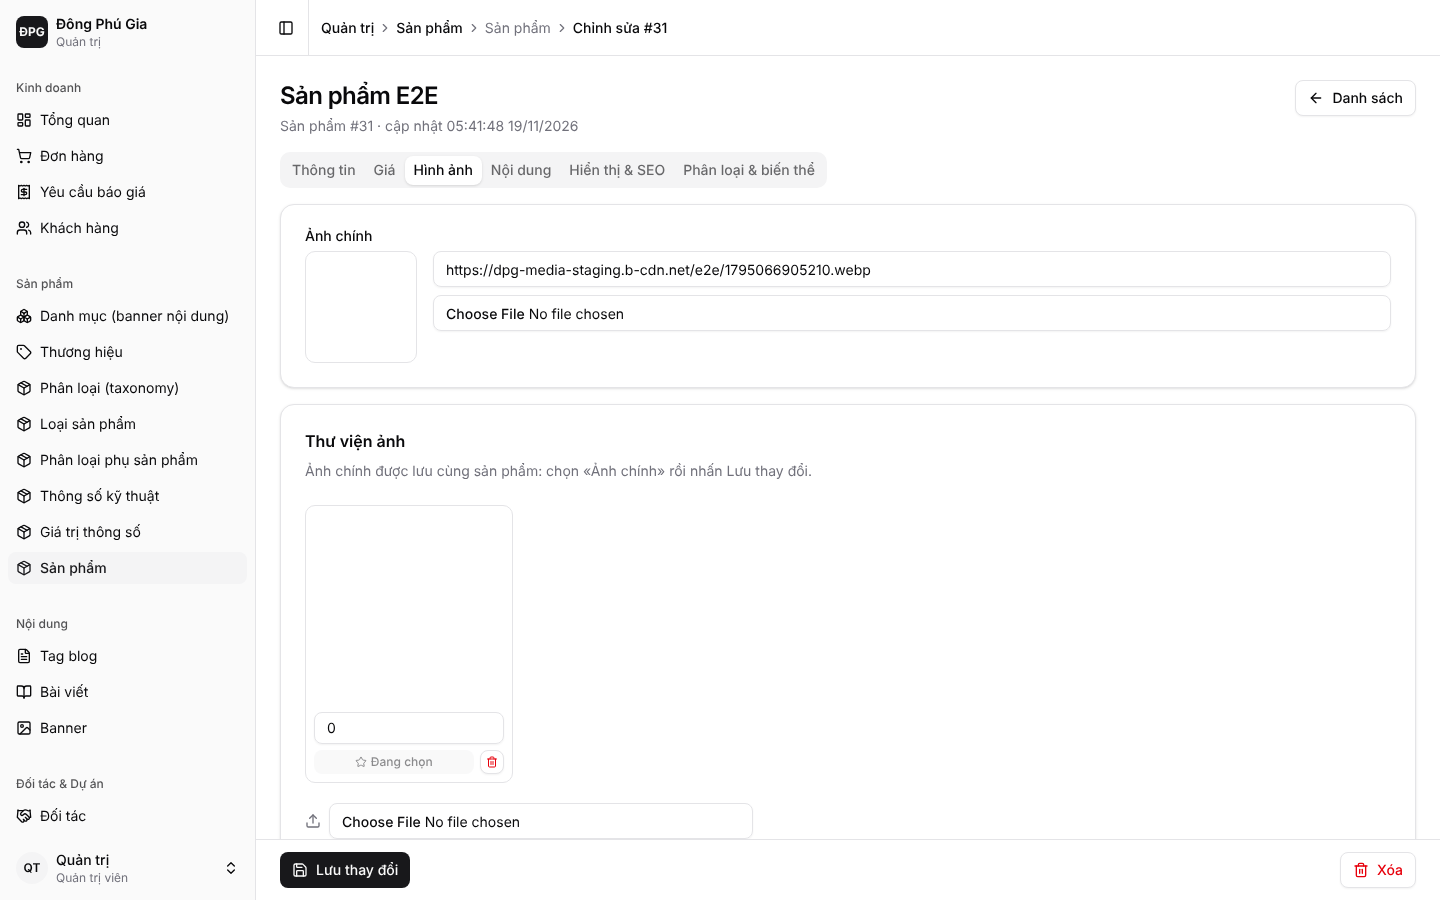 ĐPG
Đông Phú Gia
Quản trị
Kinh doanh
Tổng quan
Đơn hàng
Yêu cầu báo giá
Khách hàng
Sản phẩm
Danh mục (banner nội dung)
Thương hiệu
Phân loại (taxonomy)
Loại sản phẩm
Phân loại phụ sản phẩm
Thông số kỹ thuật
Giá trị thông số
Sản phẩm
Nội dung
Tag blog
Bài viết
Banner
Đối tác & Dự án
Đối tác
QT
Quản trị
Quản trị viên
Quản trị > Sản phẩm > Sản phẩm > Chỉnh sửa #31
Sản phẩm E2E
Sản phẩm #31 · cập nhật 05:41:48 19/11/2026
Danh sách
Thông tin Giá Hình ảnh Nội dung Hiển thị & SEO Phân loại & biến thể
Ảnh chính
https://dpg-media-staging.b-cdn.net/e2e/1795066905210.webp
Choose File No file chosen
Thư viện ảnh
Ảnh chính được lưu cùng sản phẩm: chọn «Ảnh chính» rồi nhấn Lưu thay đổi.
0
Đang chọn
Choose File No file chosen
Lưu thay đổi
Xóa